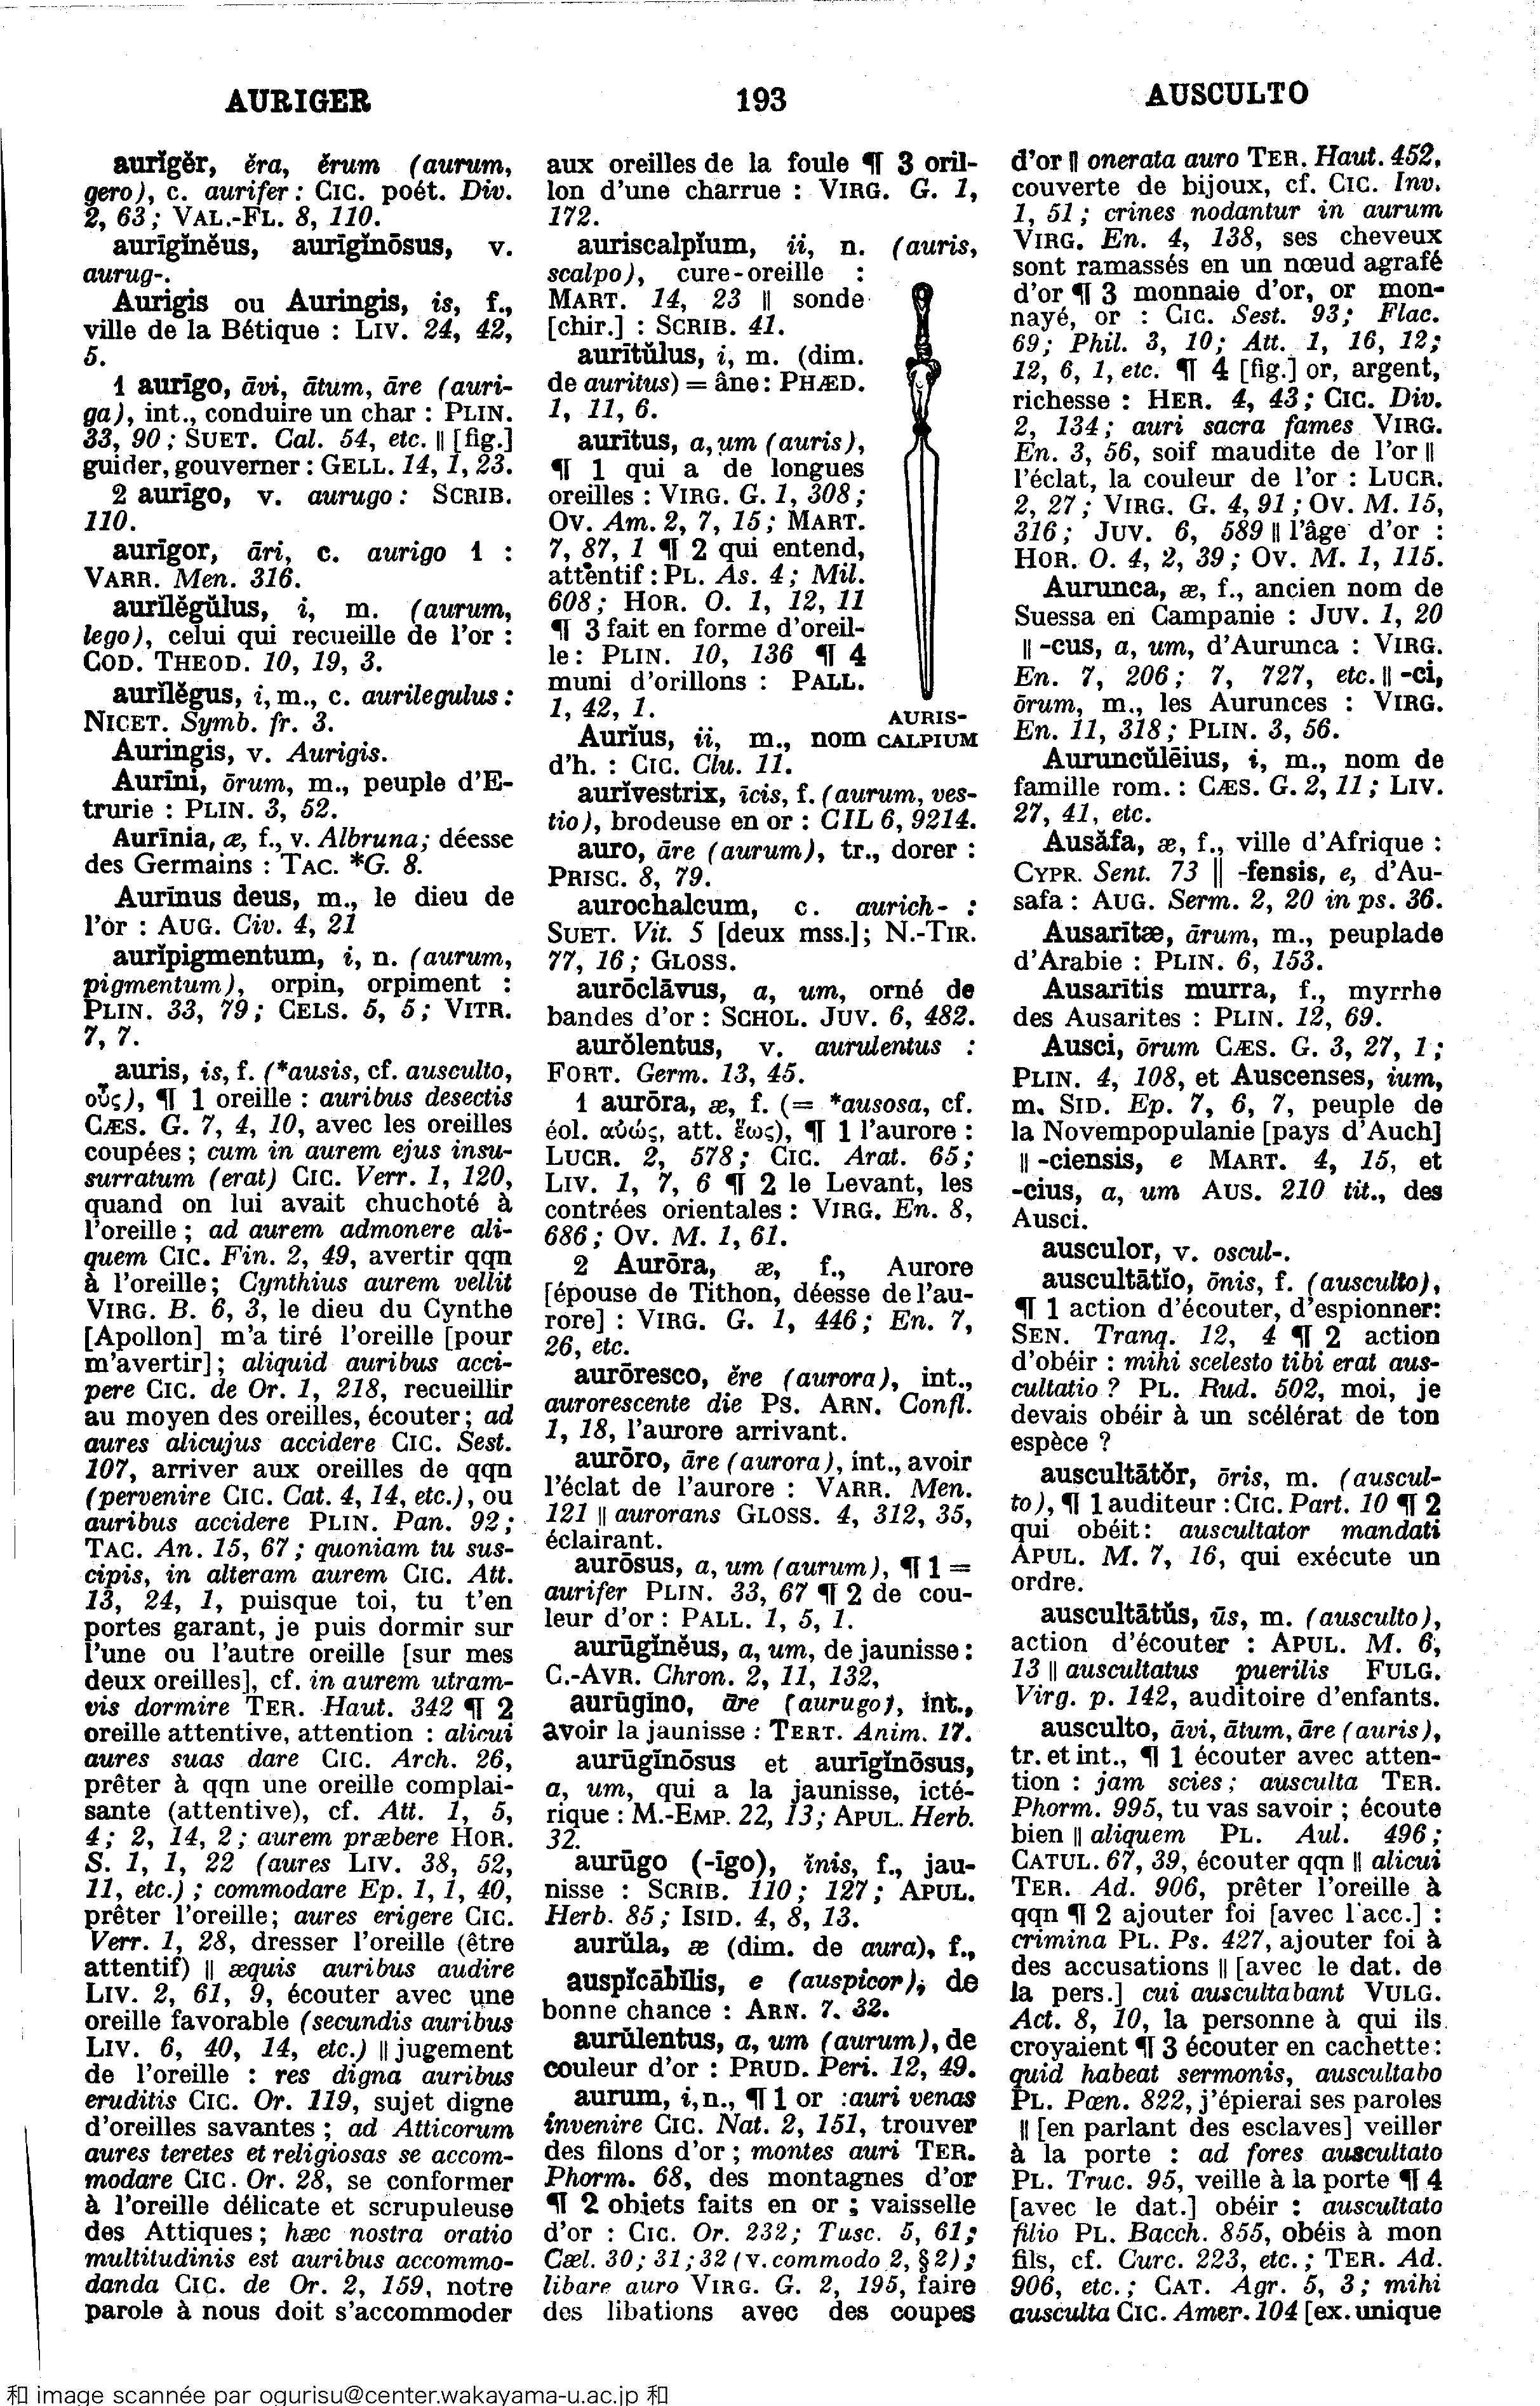 AURIGER
193
AUSCULTO
aurĭgĕr, ĕra, ĕrum (aurum,
gero), c. aurifer : CIC. poét. Div.
2, 63 ; VAL.-FL. 8, 110.
aurīgĭnĕus, aurīgĭnōsus, v.
aurug-.
Aurigis ou Auringis, is, f.,
ville de la Bétique : LIV. 24, 42,
5.
1 aurīgo, āvi, ātum, āre (auri-
ga), int., conduire un char : PLIN.
33, 90 ; SUET. Cal. 54, etc. || [fig.]
guider, gouverner : GELL. 14, 1, 23.
2 aurīgo, v. aurugo : SCRIB.
110.
aurīgor, āri, c. aurigo 1 :
VARR. Men. 316.
aurĭlĕgŭlus, i, m. (aurum,
lego), celui qui recueille de l'or :
COD. THEOD. 10, 19, 3.
aurĭlĕgus, i, m., c. aurilegulus :
NICET. Symb. fr. 3.
Auringis, v. Aurigis.
Aurīni, ōrum, m., peuple d'E-
trurie : PLIN. 3, 52.
Aurīnia, æ, f., v. Albruna; déesse
des Germains : TAC. *G. 8.
Aurīnus deus, m., le dieu de
l'or : AUG. Civ. 4, 21
aurĭpigmentum, i, n. (aurum,
pigmentum), orpin, orpiment :
PLIN. 33, 79 ; CELS. 5, 5 ; VITR.
7, 7.
auris, is, f. (*ausis, cf. ausculto,
οὖς), ¶ 1 oreille : auribus desectis
CÆS. G. 7, 4, 10, avec les oreilles
coupées ; cum in aurem ejus insu-
surratum (erat) CIC. Verr. 1, 120,
quand on lui avait chuchoté à
l'oreille ; ad aurem admonere ali-
quem CIC. Fin. 2, 49, avertir qqn
à l'oreille; Cynthius aurem vellit
VIRG. B. 6, 3, le dieu du Cynthe
[Apollon] m'a tiré l'oreille [pour
m'avertir] ; aliquid auribus acci-
pere CIC. de Or. 1, 218, recueillir
au moyen des oreilles, écouter ; ad
aures alicujus accidere CIC. Sest.
107, arriver aux oreilles de qqn
(pervenire CIC. Cat. 4, 14, etc.), ou
auribus accidere PLIN. Pan. 92 ;
TAC. An. 15, 67 ; quoniam tu sus-
cipis, in alteram aurem CIC. Att.
13, 24, 1, puisque toi, tu t'en
portes garant, je puis dormir sur
l'une ou l'autre oreille [sur mes
deux oreilles], cf. in aurem utram-
vis dormire TER. Haut. 342 ¶ 2
oreille attentive, attention : alicui
aures suas dare CIC. Arch. 26,
prêter à qqn une oreille complai-
sante (attentive), cf. Att. 1, 5,
4 ; 2, 14, 2 ; aurem præbere HOR.
S. 1, 1, 22 (aures LIV. 38, 52,
11, etc.) ; commodare Ep. 1, 1, 40,
prêter l'oreille; aures erigere CIC.
Verr. 1, 28, dresser l'oreille (être
attentif) || æquis auribus audire
LIV. 2, 61, 9, écouter avec une
oreille favorable (secundis auribus
LIV. 6, 40, 14, etc.) || jugement
de l'oreille : res digna auribus
eruditis CIC. Or. 119, sujet digne
d'oreilles savantes ; ad Atticorum
aures teretes et religiosas se accom-
modare CIC. Or. 28, se conformer
à l'oreille délicate et scrupuleuse
des Attiques ; hæc nostra oratio
multitudinis est auribus accommo-
danda CIC. de Or. 2, 159, notre
parole à nous doit s'accommoder
aux oreilles de la foule ¶ 3 oril-
lon d'une charrue : VIRG. G. 1,
172.
auriscalpĭum, ii, n. (auris,
scalpo), cure-oreille :
MART. 14, 23 || sonde
[chir.] : SCRIB. 41.
aurītŭlus, i, m. (dim.
de auritus) = âne : PHÆD.
1, 11, 6.
aurītus, a, um (auris),
¶ 1 qui a de longues
oreilles : VIRG. G. 1, 308 ;
OV. Am. 2, 7, 15 ; MART.
7, 87, 1 ¶ 2 qui entend,
attentif : PL. As. 4 ; Mil.
608 ; HOR. O. 1, 12, 11
¶ 3 fait en forme d'oreil-
le : PLIN. 10, 136 ¶ 4
muni d'orillons : PALL.
1, 42, 1.
AURIS-
CALPIUM
Aurĭus, ii, m., nom
d'h. : CIC. Clu. 11.
aurĭvestrix, īcis, f. (aurum, ves-
tio), brodeuse en or : CIL 6, 9214.
auro, āre (aurum), tr., dorer :
PRISC. 8, 79.
aurochalcum, c. aurich- :
SUET. Vit. 5 [deux mss.]; N.-TIR.
77, 16 ; GLOSS.
aurōclāvus, a, um, orné de
bandes d'or : SCHOL. JUV. 6, 482.
aurŏlentus, v. aurulentus :
FORT. Germ. 13, 45.
1 aurōra, æ, f. (= *ausosa, cf.
éol. αὐώς, att. ἕως), ¶ 1 l'aurore :
LUCR. 2, 578 ; CIC. Arat. 65 ;
LIV. 1, 7, 6 ¶ 2 le Levant, les
contrées orientales : VIRG. En. 8,
686 ; OV. M. 1, 61.
2 Aurōra, æ, f., Aurore
[épouse de Tithon, déesse de l'au-
rore] : VIRG. G. 1, 446 ; En. 7,
26, etc.
aurōresco, ĕre (aurora), int.,
aurorescente die PS. ARN. Confl.
1, 18, l'aurore arrivant.
aurōro, āre (aurora), int., avoir
l'éclat de l'aurore : VARR. Men.
121 || aurorans GLOSS. 4, 312, 35,
éclairant.
aurōsus, a, um (aurum), ¶ 1 =
aurifer PLIN. 33, 67 ¶ 2 de cou-
leur d'or : PALL. 1, 5, 1.
aurūgĭnĕus, a, um, de jaunisse :
C.-AVR. Chron. 2, 11, 132,
aurūgĭno, āre (aurugo), int.,
avoir la jaunisse : TERT. Anim. 17.
aurūgĭnōsus et aurīgĭnōsus,
a, um, qui a la jaunisse, icté-
rique : M.-EMP. 22, 13 ; APUL. Herb.
32.
aurūgo (-īgo), ĭnis, f., jau-
nisse : SCRIB. 110 ; 127 ; APUL.
Herb. 85 ; ISID. 4, 8, 13.
aurŭla, æ (dim. de aura), f.,
auspĭcābĭlis, e (auspicor), de
bonne chance : ARN. 7. 32.
aurŭlentus, a, um (aurum), de
couleur d'or : PRUD. Peri. 12, 49.
aurum, i, n., ¶ 1 or : auri venas
invenire CIC. Nat. 2, 151, trouver
des filons d'or ; montes auri TER.
Phorm. 68, des montagnes d'or
¶ 2 objets faits en or ; vaisselle
d'or : CIC. Or. 232 ; Tusc. 5, 61 ;
Cæl. 30 ; 31 ; 32 (v. commodo 2, § 2) ;
libare auro VIRG. G. 2, 195, faire
des libations avec des coupes
d'or || onerata auro TER. Haut. 452,
couverte de bijoux, cf. CIC. Inv.
1, 51 ; crines nodantur in aurum
VIRG. En. 4, 138, ses cheveux
sont ramassés en un nœud agrafé
d'or ¶ 3 monnaie d'or, or mon-
nayé, or : CIC. Sest. 93 ; Flac.
69 ; Phil. 3, 10 ; Att. 1, 16, 12 ;
12, 6, 1, etc. ¶ 4 [fig.] or, argent,
richesse : HER. 4, 43 ; CIC. Div.
2, 134 ; auri sacra fames VIRG.
En. 3, 56, soif maudite de l'or ||
l'éclat, la couleur de l'or : LUCR.
2, 27 ; VIRG. G. 4, 91 ; OV. M. 15,
316 ; JUV. 6, 589 || l'âge d'or :
HOR. O. 4, 2, 39 ; OV. M. 1, 115.
Aurunca, æ, f., ancien nom de
Suessa en Campanie : JUV. 1, 20
|| -cus, a, um, d'Aurunca : VIRG.
En. 7, 206 ; 7, 727, etc. || -ci,
ōrum, m., les Aurunces : VIRG.
En. 11, 318 ; PLIN. 3, 56.
Auruncŭlēius, i, m., nom de
famille rom. : CÆS. G. 2, 11 ; LIV.
27, 41, etc.
Ausăfa, æ, f., ville d'Afrique :
CYPR. Sent. 73 || -fensis, e, d'Au-
safa : AUG. Serm. 2, 20 in ps. 36.
Ausarītæ, ārum, m., peuplade
d'Arabie : PLIN. 6, 153.
Ausarītis murra, f., myrrhe
des Ausarites : PLIN. 12, 69.
Ausci, ōrum CÆS. G. 3, 27, 1 ;
PLIN. 4, 108, et Auscenses, ium,
m. SID. Ep. 7, 6, 7, peuple de
la Novempopulanie [pays d'Auch]
|| -ciensis, e MART. 4, 15, et
-cius, a, um AUS. 210 tit., des
Ausci.
ausculor, v. oscul-.
auscultātĭo, ōnis, f. (ausculto),
¶ 1 action d'écouter, d'espionner:
SEN. Tranq. 12, 4 ¶ 2 action
d'obéir : mihi scelesto tibi erat aus-
cultatio ? PL. Rud. 502, moi, je
devais obéir à un scélérat de ton
espèce ?
auscultātŏr, ōris, m. (auscul-
to), ¶ 1 auditeur : CIC. Part. 10 ¶ 2
qui obéit : auscultator mandati
APUL. M. 7, 16, qui exécute un
ordre.
auscultātŭs, ūs, m. (ausculto),
action d'écouter : APUL. M. 6,
13 || auscultatus puerilis FULG.
Virg. p. 142, auditoire d'enfants.
ausculto, āvi, ātum, āre (auris),
tr. et int., ¶ 1 écouter avec atten-
tion : jam scies ; ausculta TER.
Phorm. 995, tu vas savoir ; écoute
bien || aliquem PL. Aul. 496 ;
CATUL. 67, 39, écouter qqn || alicui
TER. Ad. 906, prêter l'oreille à
qqn ¶ 2 ajouter foi [avec l'acc.] :
crimina PL. Ps. 427, ajouter foi à
des accusations || [avec le dat. de
la pers.] cui auscultabant VULG.
Act. 8, 10, la personne à qui ils
croyaient ¶ 3 écouter en cachette :
quid habeat sermonis, auscultabo
PL. Pœn. 822, j'épierai ses paroles
|| [en parlant des esclaves] veiller
à la porte : ad fores auscultato
PL. Truc. 95, veille à la porte ¶ 4
[avec le dat.] obéir : auscultato
filio PL. Bacch. 855, obéis à mon
fils, cf. Curc. 223, etc. ; TER. Ad.
906, etc. ; CAT. Agr. 5, 3 ; mihi
ausculta CIC. Amer. 104 [ex. unique
和 image scannée par ogurisu@center.wakayama-u.ac.jp 和